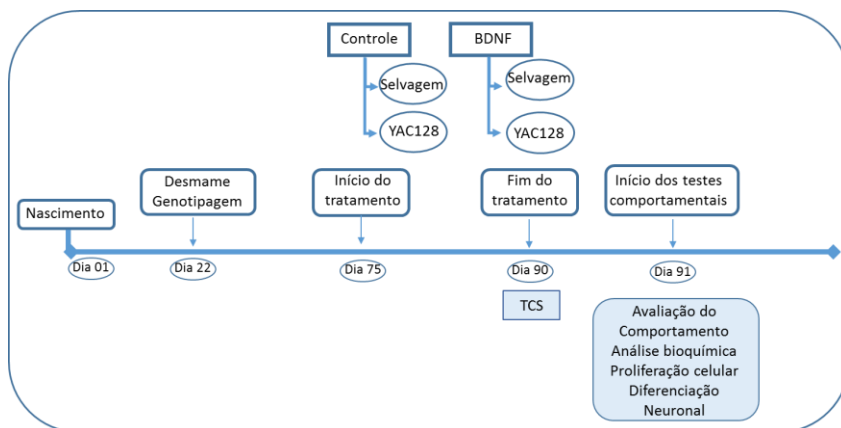 Controle
BDNF
Selvagem
Selvagem
YAC128
YAC128
Nascimento
Desmame
Genotipagem
Início do
tratamento
Fim do
tratamento
Início dos testes
comportamentais
Dia 01
Dia 22
Dia 75
Dia 90
Dia 91
TCS
Avaliação do
Comportamento
Análise bioquímica
Proliferação celular
Diferenciação
Neuronal